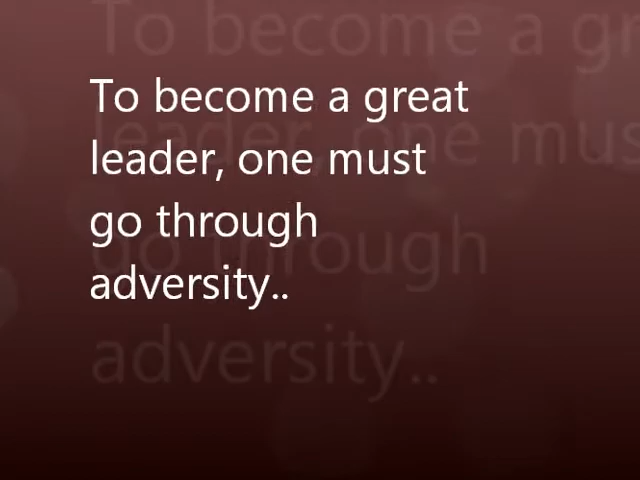 To become a great
leader, one must
go through
adversity..